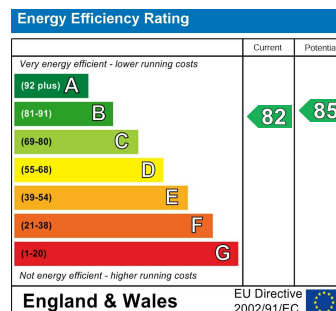 Energy Efficiency Rating
Current Potentia
Very energy efficient - lower running costs
(92 plus) A
(81-91) B
82 85
(69-80) C
(55-68) D
(39-54) E
(21-38) F
(1-20) G
Not energy efficient - higher running costs
England & Wales
EU Directive
2002/91/EC